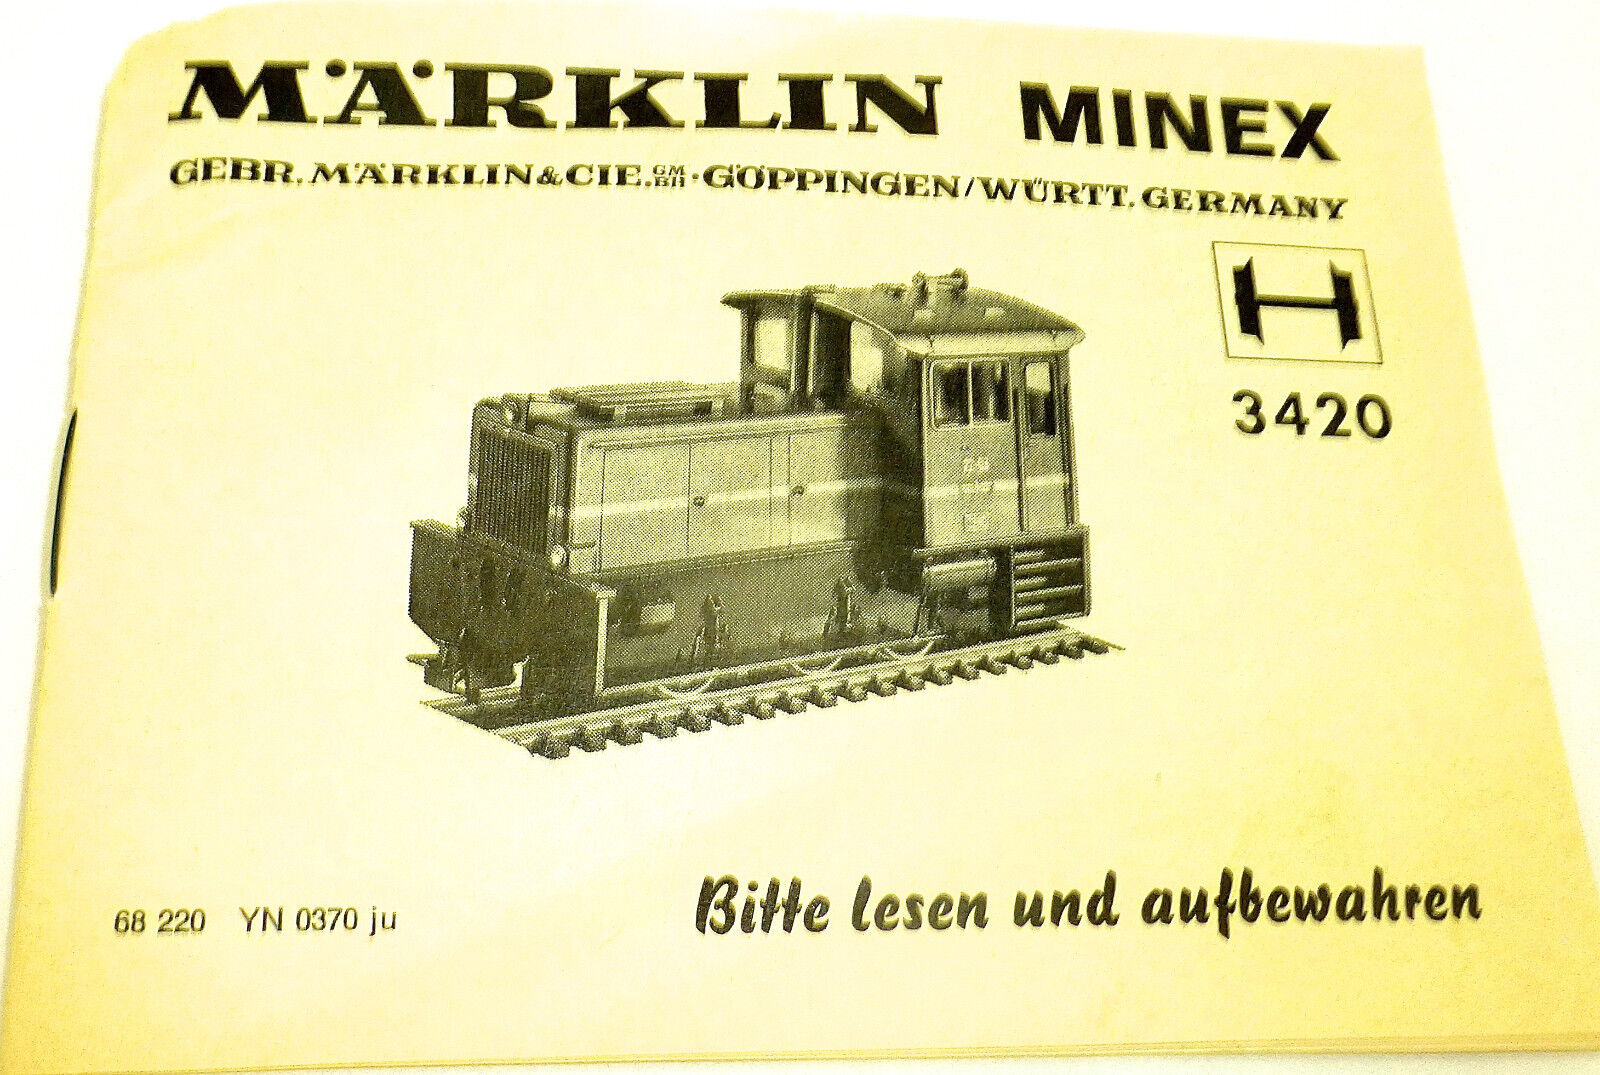 MÄRKLIN MINEX
GEBR. MÄRKLIN & CIE. GMBH · GÖPPINGEN/WÜRTT. GERMANY
3420
68 220 YN 0370 ju
Bitte lesen und aufbewahren